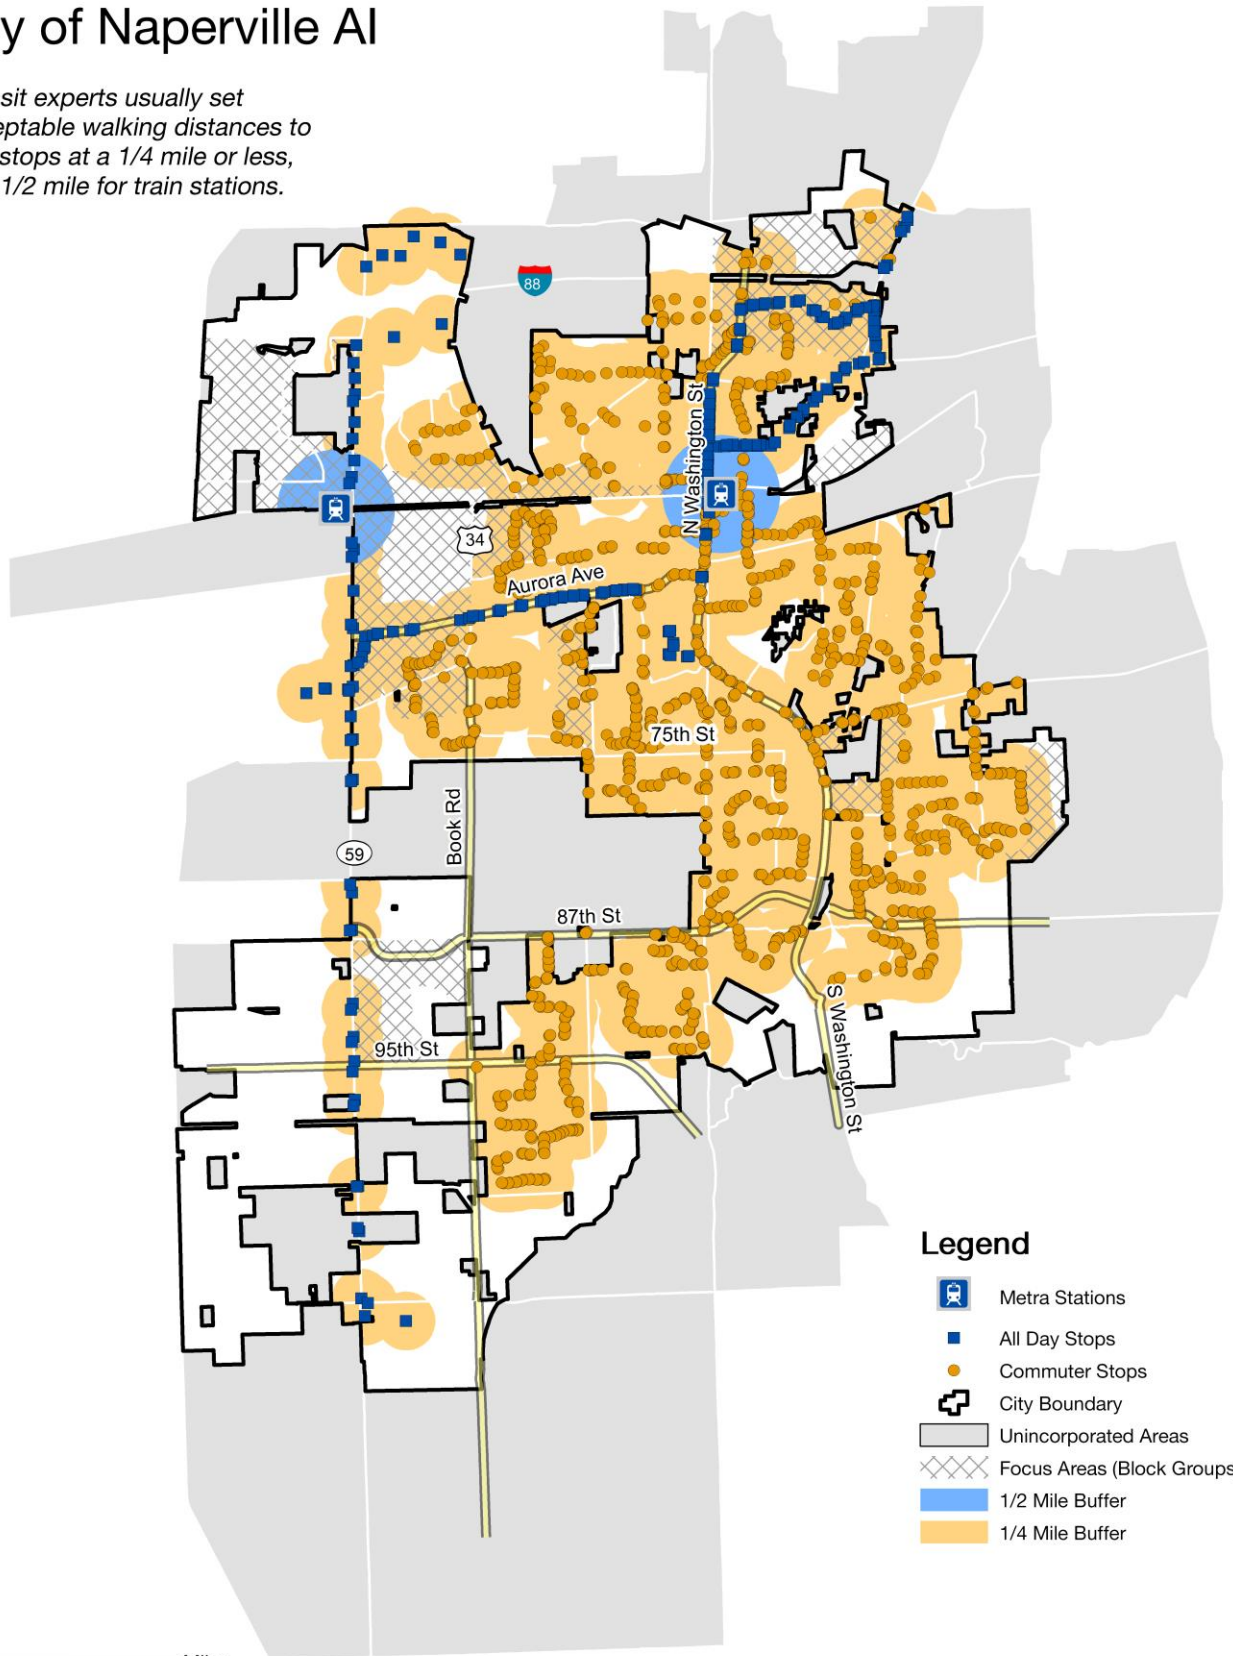 y of Naperville AI
sit experts usually set
eptable walking distances to
stops at a 1/4 mile or less,
1/2 mile for train stations.
88
N Washington St
34
Aurora Ave
75th St
Book Rd
59
87th St
S Washington St
95th St
Legend
Metra Stations
All Day Stops
Commuter Stops
City Boundary
Unincorporated Areas
Focus Areas (Block Groups
1/2 Mile Buffer
1/4 Mile Buffer